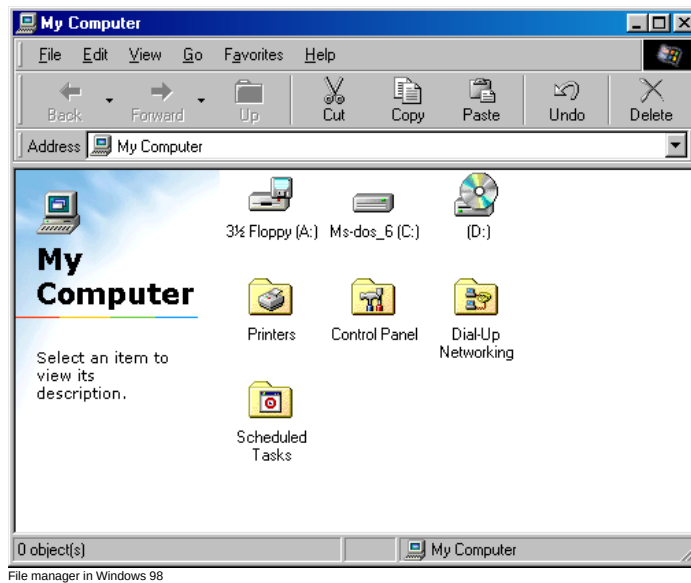 My Computer
File Edit View Go Favorites Help
Back Forward Up Cut Copy Paste Undo Delete
Address My Computer
3½ Floppy (A:) Ms-dos_6 (C:) (D:)
My
Computer
Printers Control Panel Dial-Up
Networking
Select an item to
view its
description.
Scheduled
Tasks
0 object(s) My Computer
File manager in Windows 98